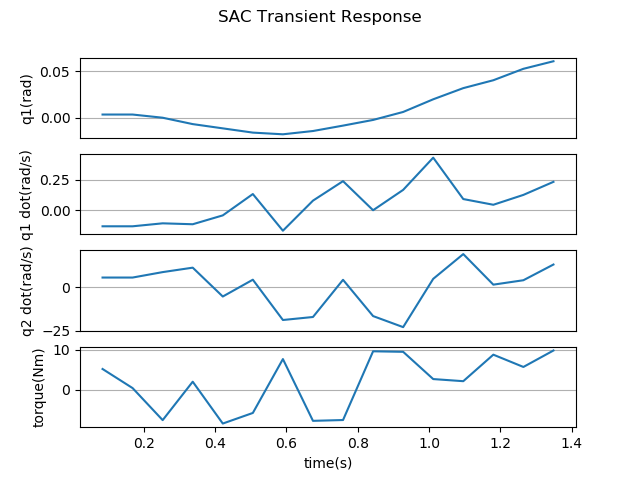 SAC Transient Response
q1(rad)
0.05
0.00
q1 dot(rad/s)
0.25
0.00
q2 dot(rad/s)
0
−25
torque(Nm)
10
0
0.2 0.4 0.6 0.8 1.0 1.2 1.4
time(s)